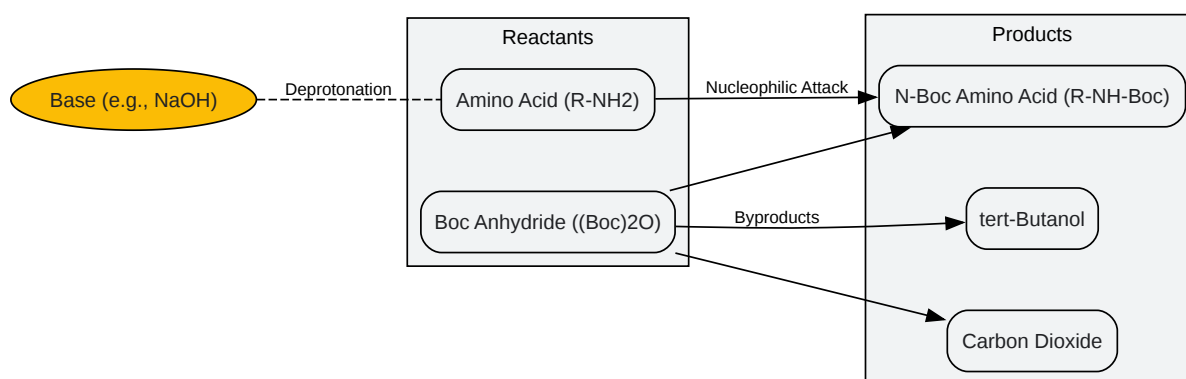 Reactants
Products
Base (e.g., NaOH)
Deprotonation
Amino Acid (R-NH2)
Nucleophilic Attack
N-Boc Amino Acid (R-NH-Boc)
Boc Anhydride ((Boc)2O)
Byproducts
tert-Butanol
Carbon Dioxide